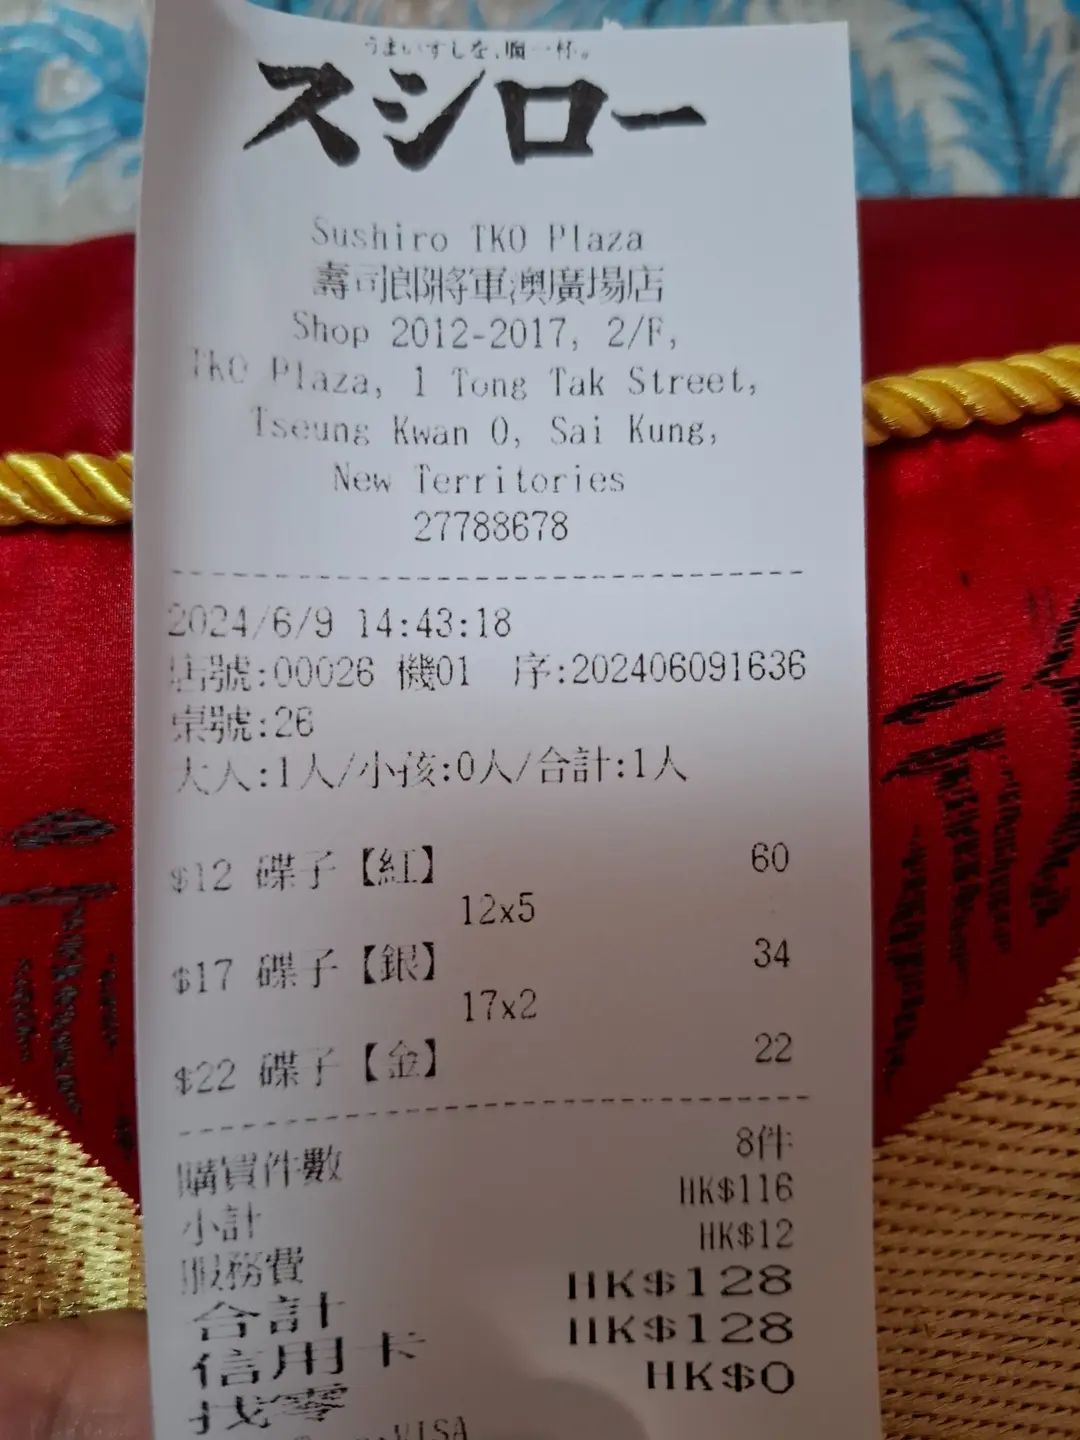 うまいすしを、腹一杯。
スシロー
Sushiro TKO Plaza
壽司郎將軍澳廣場店
Shop 2012-2017, 2/F,
TKO Plaza, 1 Tong Tak Street,
Tseung Kwan O, Sai Kung,
New Territories
27788678
2024/6/9 14:43:18
店號:00026 機01 序:202406091636
桌號:26
大人:1人/小孩:0人/合計:1人
$12 碟子【紅】 60
12x5
$17 碟子【銀】 34
17x2
$22 碟子【金】 22
購買件數 8件
小計 HK$116
服務費 HK$12
合計 HK$128
信用卡 HK$128
找零 HK$0
VISA